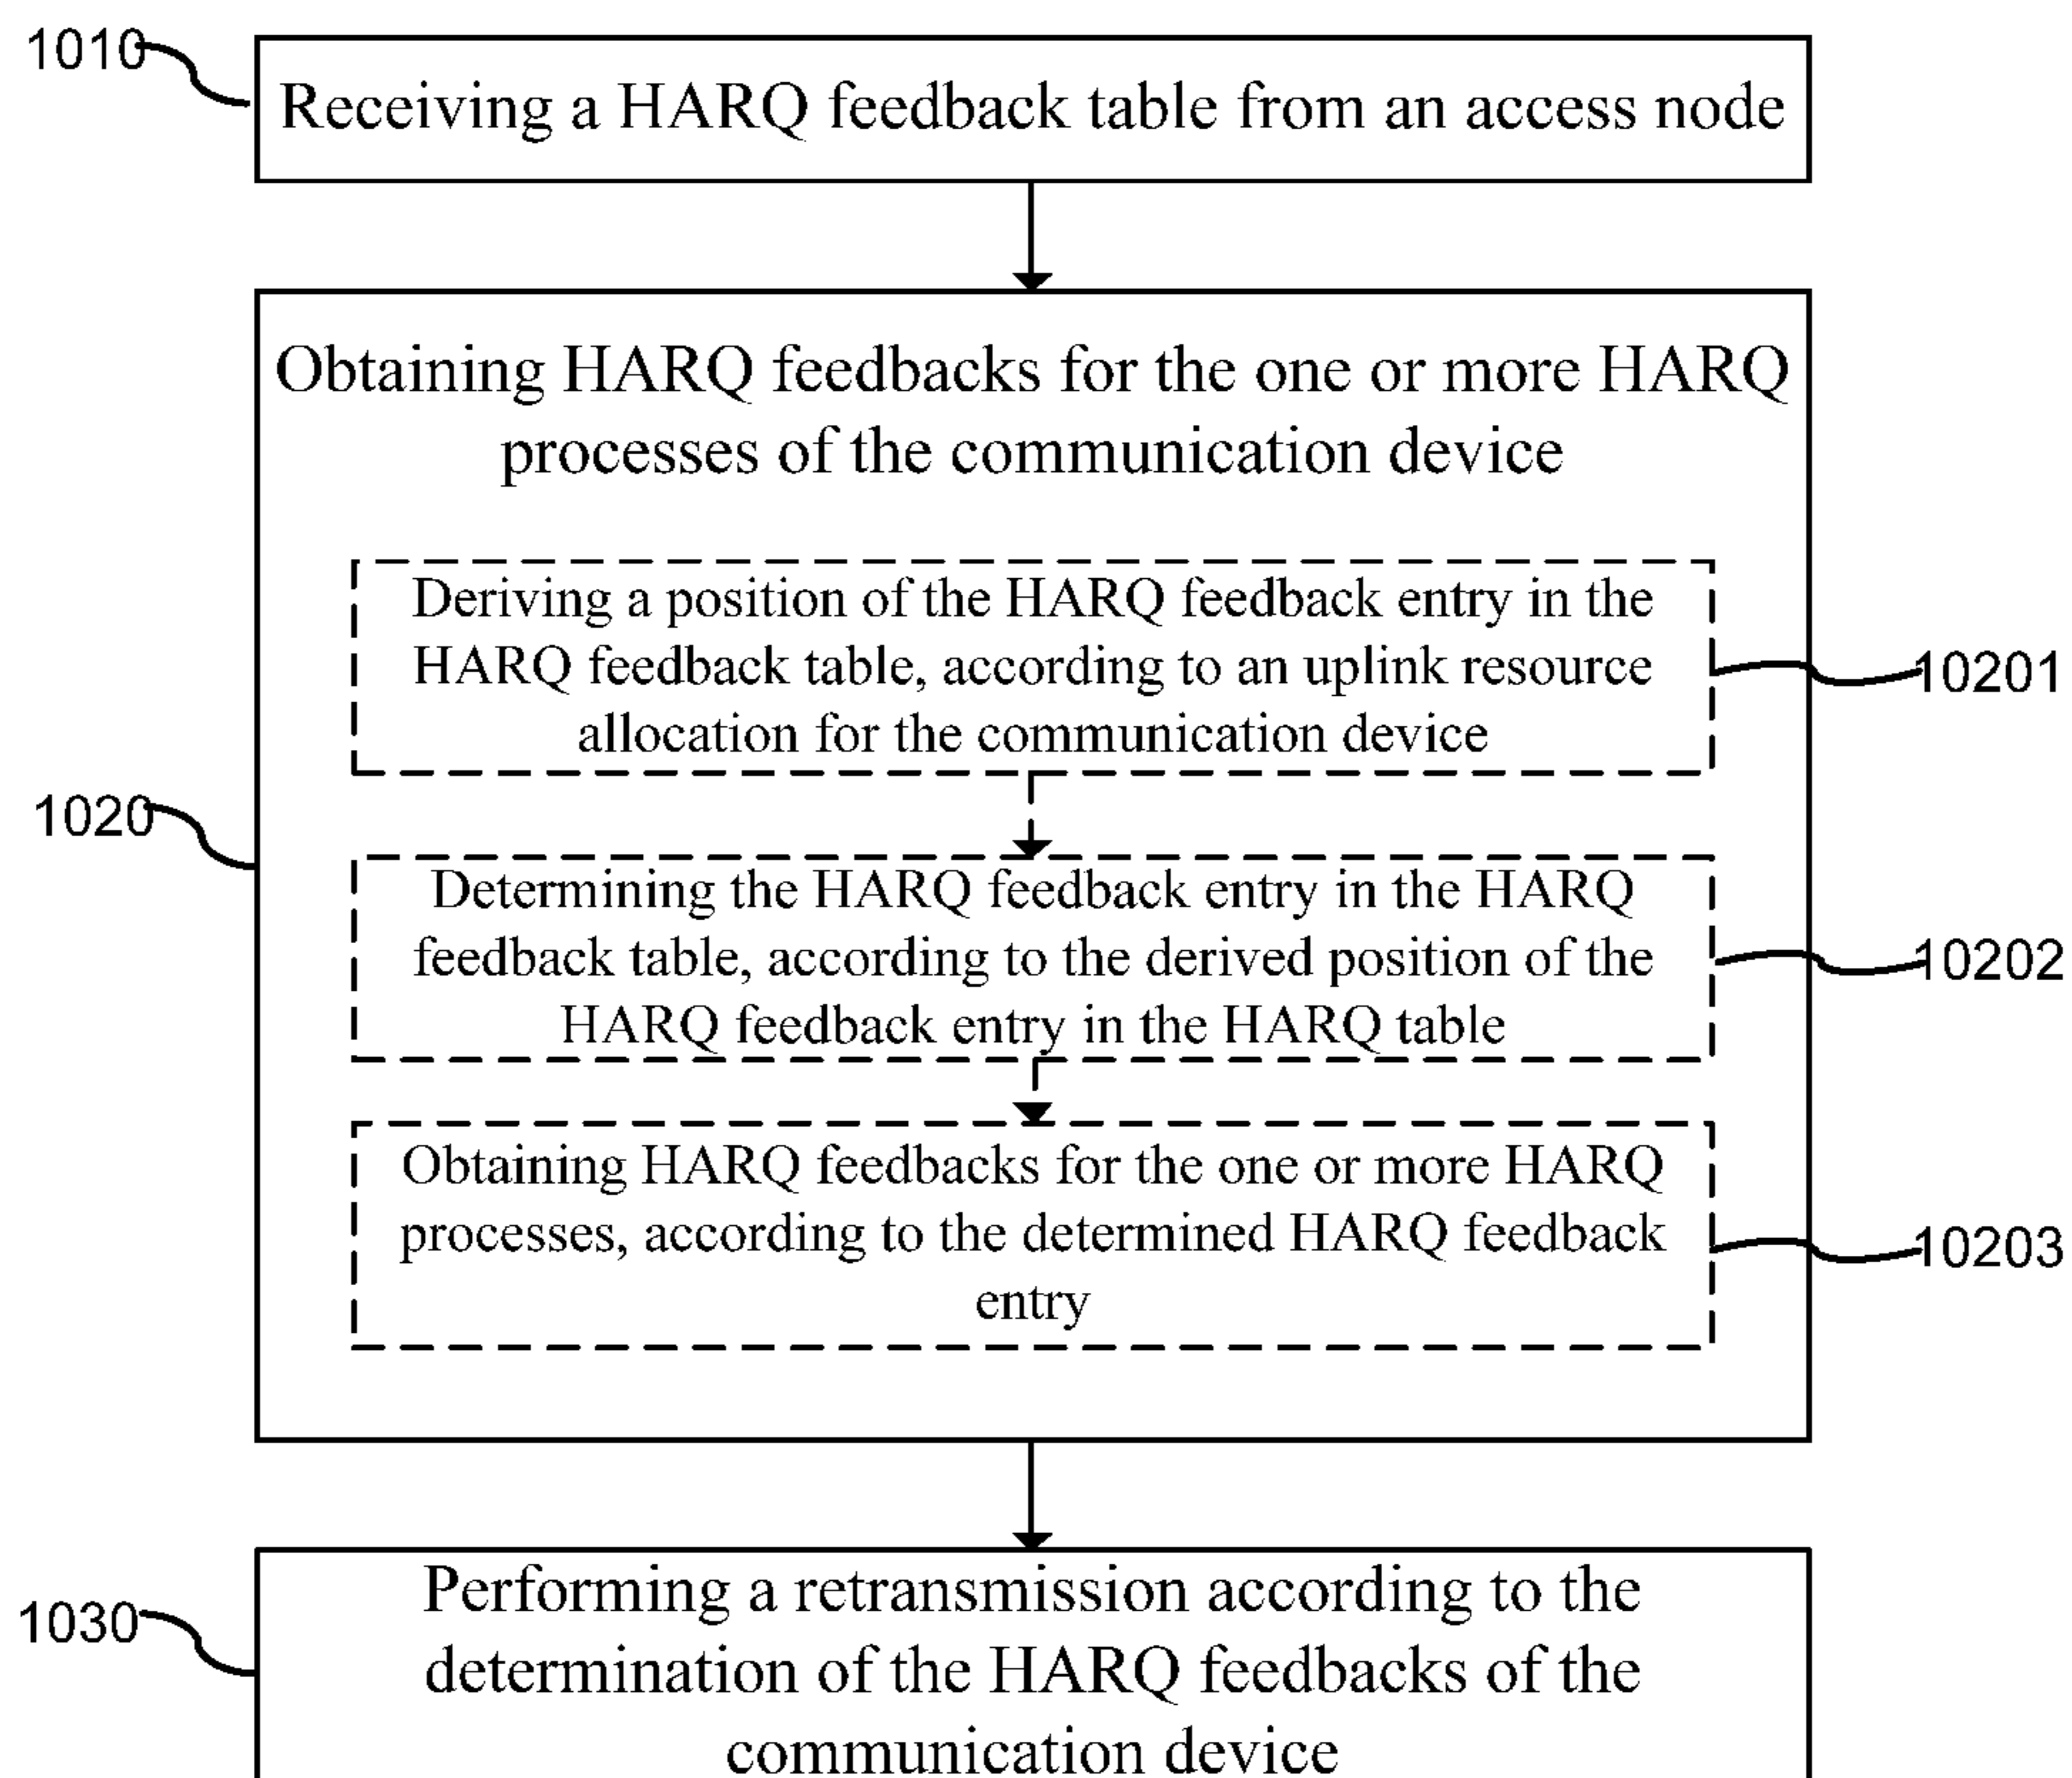 1010
Receiving a HARQ feedback table from an access node
Obtaining HARQ feedbacks for the one or more HARQ
processes of the communication device
Deriving a position of the HARQ feedback entry in the
HARQ feedback table, according to an uplink resource
allocation for the communication device
10201
1020
Determining the HARQ feedback entry in the HARQ
feedback table, according to the derived position of the
HARQ feedback entry in the HARQ table
10202
Obtaining HARQ feedbacks for the one or more HARQ
processes, according to the determined HARQ feedback
entry
10203
1030
Performing a retransmission according to the
determination of the HARQ feedbacks of the
communication device